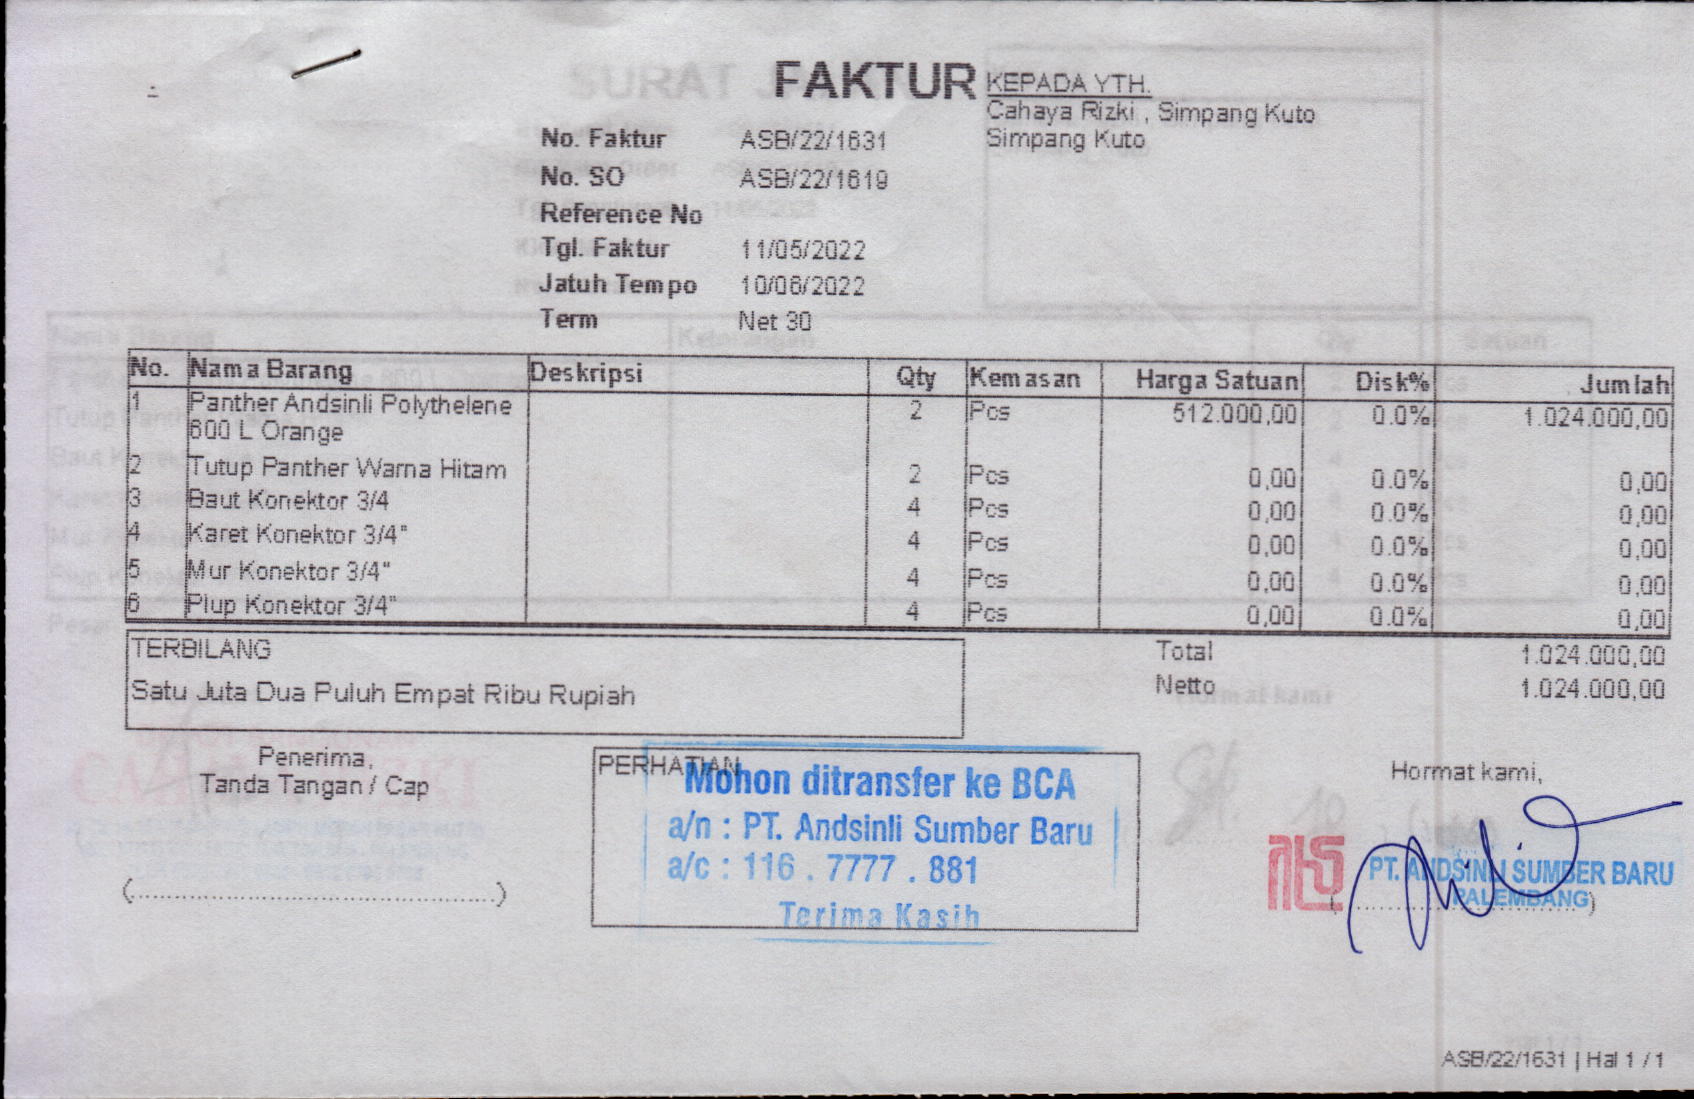 FAKTUR
KEPADA YTH.
Cahaya Rizki , Simpang Kuto
Simpang Kuto
No. Faktur ASB/22/1631
No. SO ASB/22/1619
Reference No
Tgl. Faktur 11/05/2022
Jatuh Tempo 10/06/2022
Term Net 30
No. Nama Barang Deskripsi Qty Kemasan Harga Satuan Disk% Jumlah
1 Panther Andsinli Polythelene 2 Pcs 512.000,00 0.0% 1.024.000,00
600 L Orange
2 Tutup Panther Warna Hitam 2 Pcs 0,00 0.0% 0,00
3 Baut Konektor 3/4 4 Pcs 0,00 0.0% 0,00
4 Karet Konektor 3/4" 4 Pcs 0,00 0.0% 0,00
5 Mur Konektor 3/4" 4 Pcs 0,00 0.0% 0,00
6 Plup Konektor 3/4" 4 Pcs 0,00 0.0% 0,00
TERBILANG
Satu Juta Dua Puluh Empat Ribu Rupiah
Total 1.024.000,00
Netto 1.024.000,00
Penerima,
Tanda Tangan / Cap
(....................................................)
PERHATIAN
Mohon ditransfer ke BCA
a/n : PT. Andsinli Sumber Baru
a/c : 116 . 7777 . 881
Terima Kasih
Hormat kami,
PT. ANDSINLI SUMBER BARU
PALEMBANG
ASB/22/1631 | Hal 1 / 1